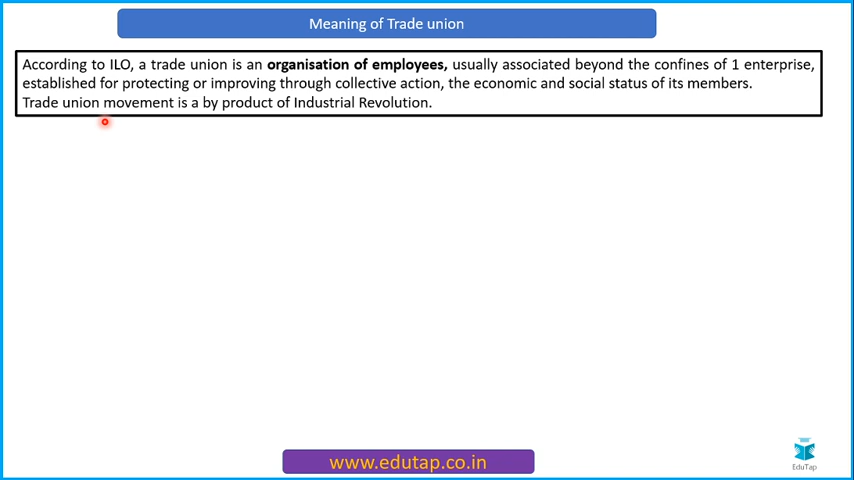 Meaning of Trade union
According to ILO, a trade union is an organisation of employees, usually associated beyond the confines of 1 enterprise,
established for protecting or improving through collective action, the economic and social status of its members.
Trade union movement is a by product of Industrial Revolution.
www.edutap.co.in
EduTap